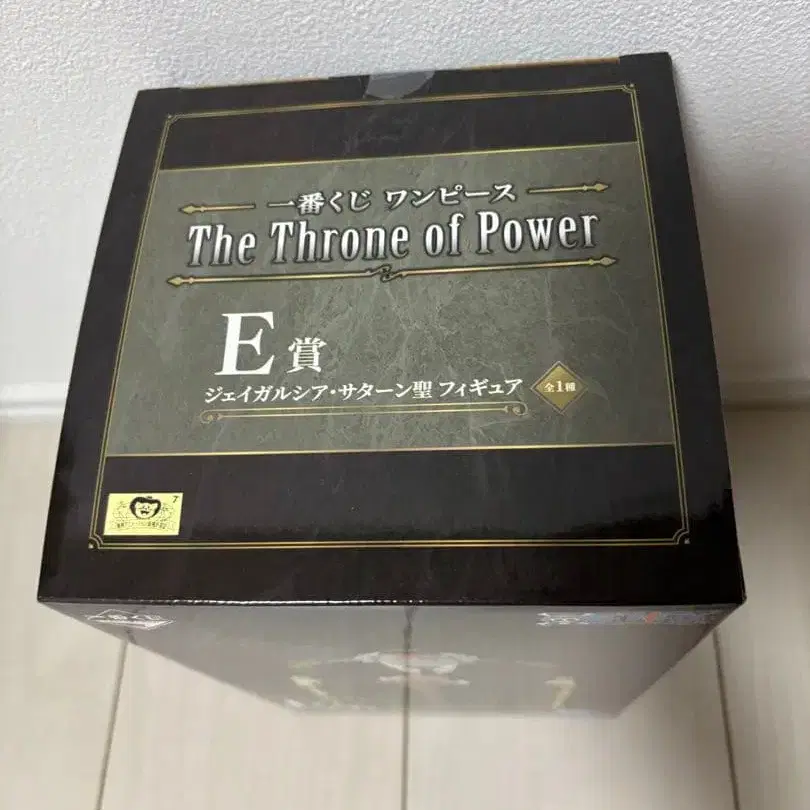 一番くじ ワンピース
The Throne of Power
E賞
ジェイガルシア・サターン聖 フィギュア 全1種
7